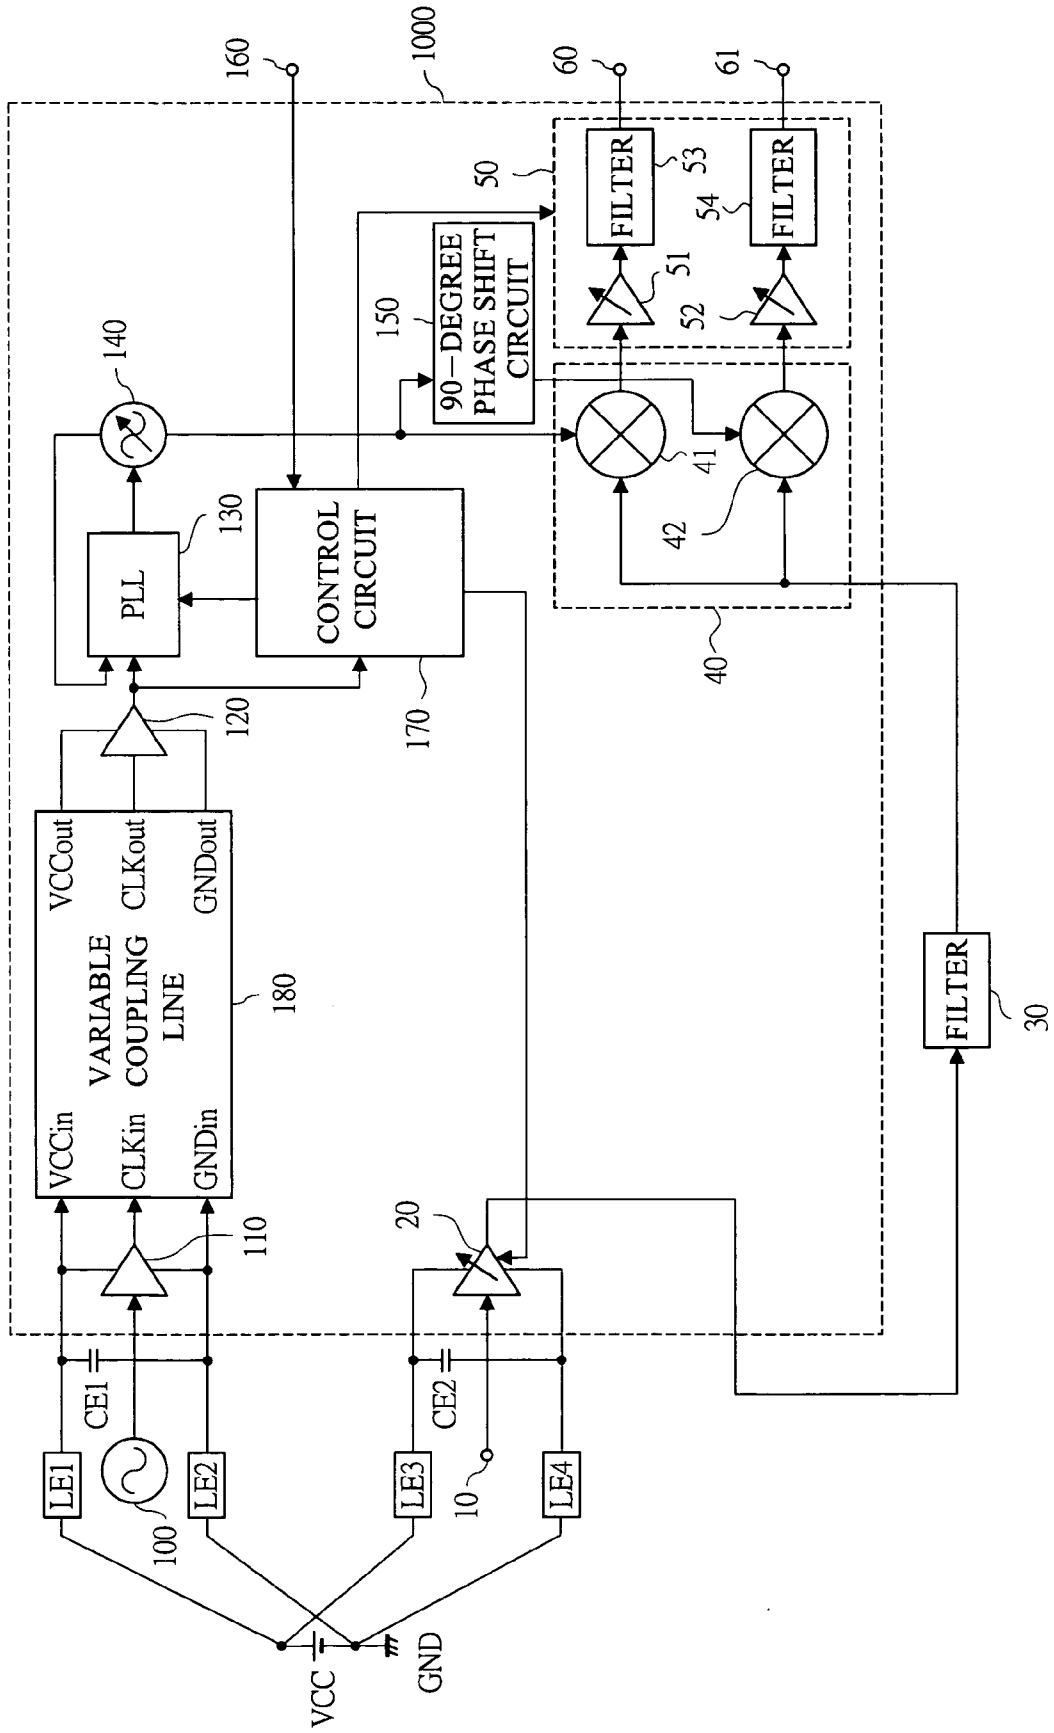 160
1000
60
61
140
150
90-DEGREE
PHASE SHIFT
CIRCUIT
50
FILTER
53
FILTER
54
51
52
130
PLL
CONTROL
CIRCUIT
170
41
42
40
120
VCCout
CLKout
GNDout
VARIABLE
COUPLING
LINE
180
VCCin
CLKin
GNDin
110
20
FILTER
30
CE1
CE2
LE1
LE2
LE3
LE4
100
10
VCC
GND